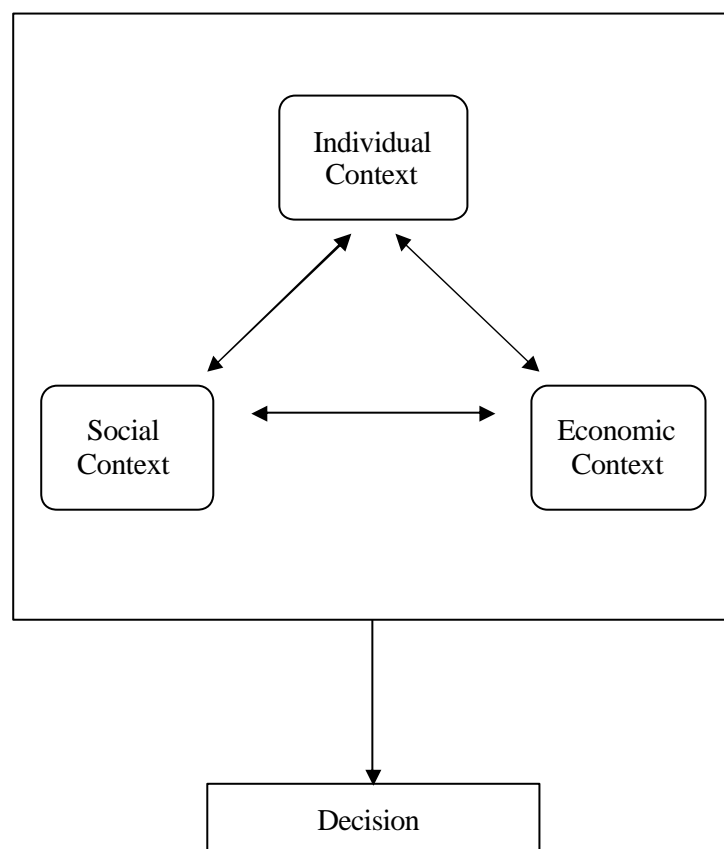 Individual
Context
Social
Context
Economic
Context
Decision